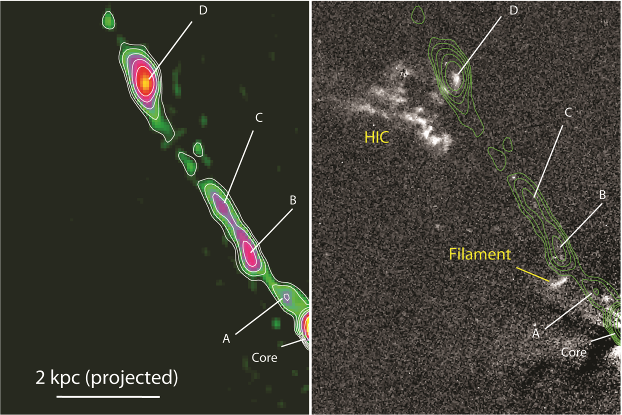 D
C
B
A
Core
2 kpc (projected)
D
HIC
C
B
Filament
A
Core